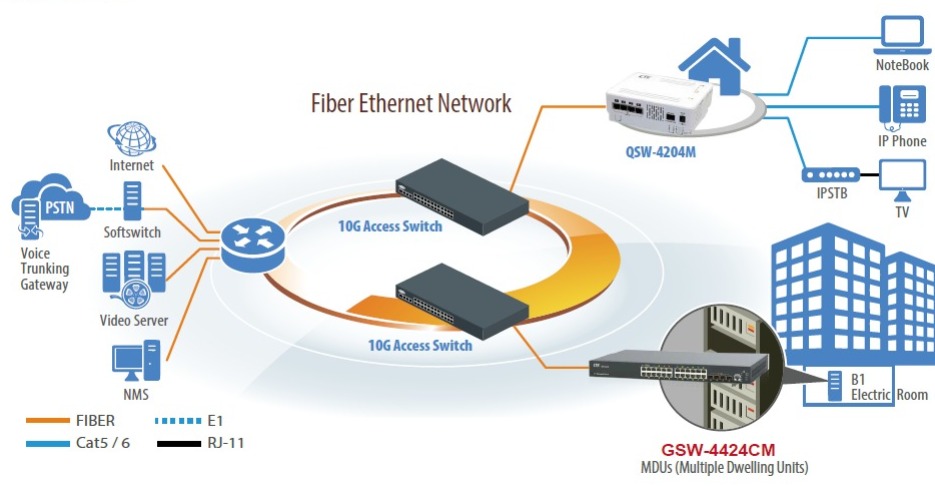 Fiber Ethernet Network
Internet
PSTN
Softswitch
Voice
Trunking
Gateway
Video Server
NMS
10G Access Switch
10G Access Switch
QSW-4204M
NoteBook
IP Phone
IPSTB
TV
B1
Electric Room
GSW-4424CM
MDUs (Multiple Dwelling Units)
FIBER
E1
Cat5 / 6
RJ-11